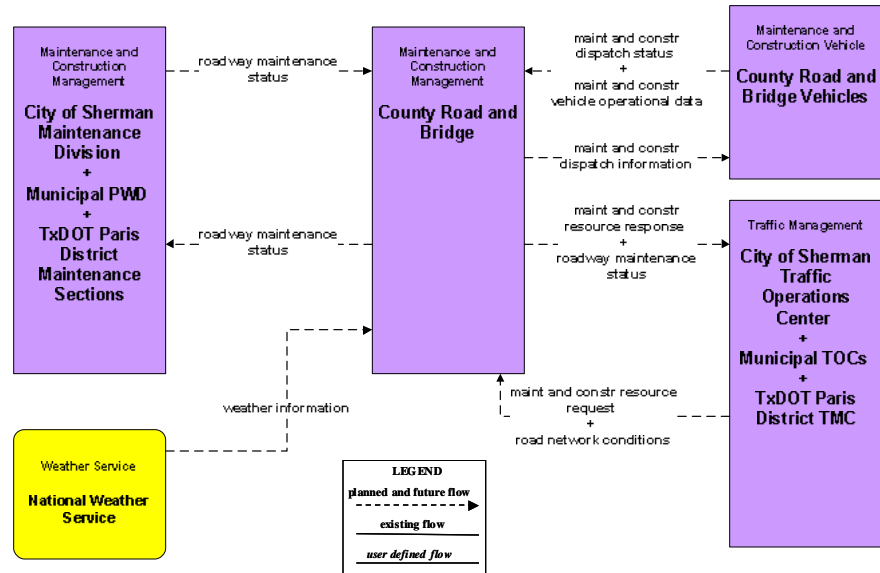 Maintenance and
Construction
Management
City of Sherman
Maintenance
Division
+
Municipal PWD
+
TxDOT Paris
District
Maintenance
Sections
roadway maintenance
status
roadway maintenance
status
Maintenance and
Construction
Management
County Road and
Bridge
maint and constr
dispatch status
+
maint and constr
vehicle operational data
maint and constr
dispatch information
Maintenance and
Construction Vehicle
County Road and
Bridge Vehicles
maint and constr
resource response
+
roadway maintenance
status
maint and constr resource
request
+
road network conditions
Traffic Management
City of Sherman
Traffic
Operations
Center
+
Municipal TOCs
+
TxDOT Paris
District TMC
weather information
Weather Service
National Weather
Service
LEGEND
planned and future flow
existing flow
user defined flow